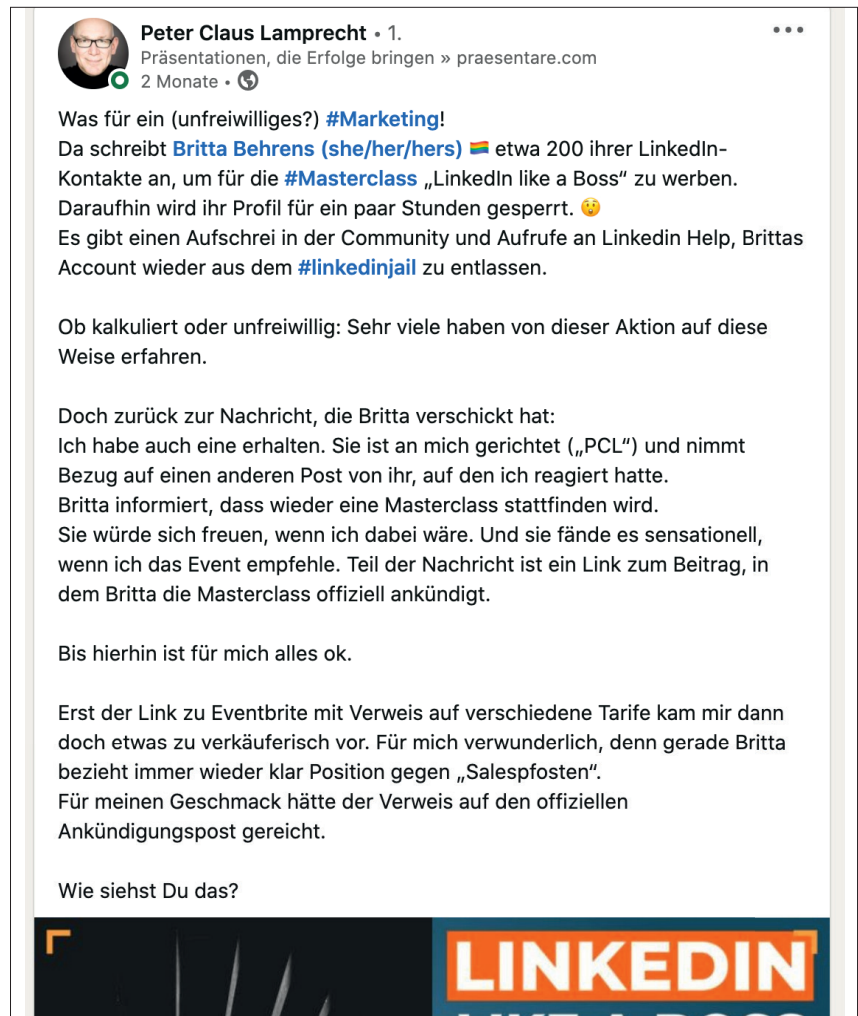 Peter Claus Lamprecht • 1.
Präsentationen, die Erfolge bringen » praesentare.com
2 Monate •
Was für ein (unfreiwilliges?) #Marketing!
Da schreibt Britta Behrens (she/her/hers) 🏳️‍🌈 etwa 200 ihrer LinkedIn-
Kontakte an, um für die #Masterclass „LinkedIn like a Boss“ zu werben.
Daraufhin wird ihr Profil für ein paar Stunden gesperrt. 😲
Es gibt einen Aufschrei in der Community und Aufrufe an Linkedin Help, Brittas
Account wieder aus dem #linkedinjail zu entlassen.
Ob kalkuliert oder unfreiwillig: Sehr viele haben von dieser Aktion auf diese
Weise erfahren.
Doch zurück zur Nachricht, die Britta verschickt hat:
Ich habe auch eine erhalten. Sie ist an mich gerichtet („PCL“) und nimmt
Bezug auf einen anderen Post von ihr, auf den ich reagiert hatte.
Britta informiert, dass wieder eine Masterclass stattfinden wird.
Sie würde sich freuen, wenn ich dabei wäre. Und sie fände es sensationell,
wenn ich das Event empfehle. Teil der Nachricht ist ein Link zum Beitrag, in
dem Britta die Masterclass offiziell ankündigt.
Bis hierhin ist für mich alles ok.
Erst der Link zu Eventbrite mit Verweis auf verschiedene Tarife kam mir dann
doch etwas zu verkäuferisch vor. Für mich verwunderlich, denn gerade Britta
bezieht immer wieder klar Position gegen „Salespfosten“.
Für meinen Geschmack hätte der Verweis auf den offiziellen
Ankündigungspost gereicht.
Wie siehst Du das?
LINKEDIN
LIKE A BOSS